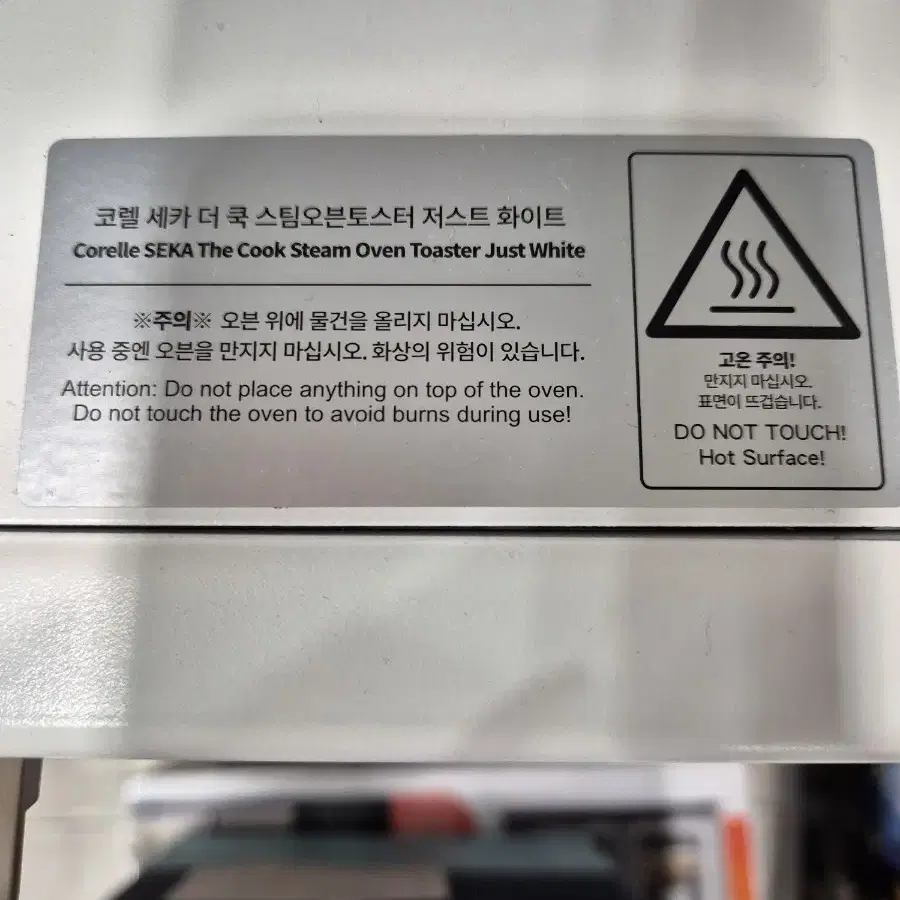 코렐 세카 더 쿡 스팀오븐토스터 저스트 화이트
Corelle SEKA The Cook Steam Oven Toaster Just White
※주의※ 오븐 위에 물건을 올리지 마십시오.
사용 중엔 오븐을 만지지 마십시오. 화상의 위험이 있습니다.
Attention: Do not place anything on top of the oven.
Do not touch the oven to avoid burns during use!
고온 주의!
만지지 마십시오.
표면이 뜨겁습니다.
DO NOT TOUCH!
Hot Surface!